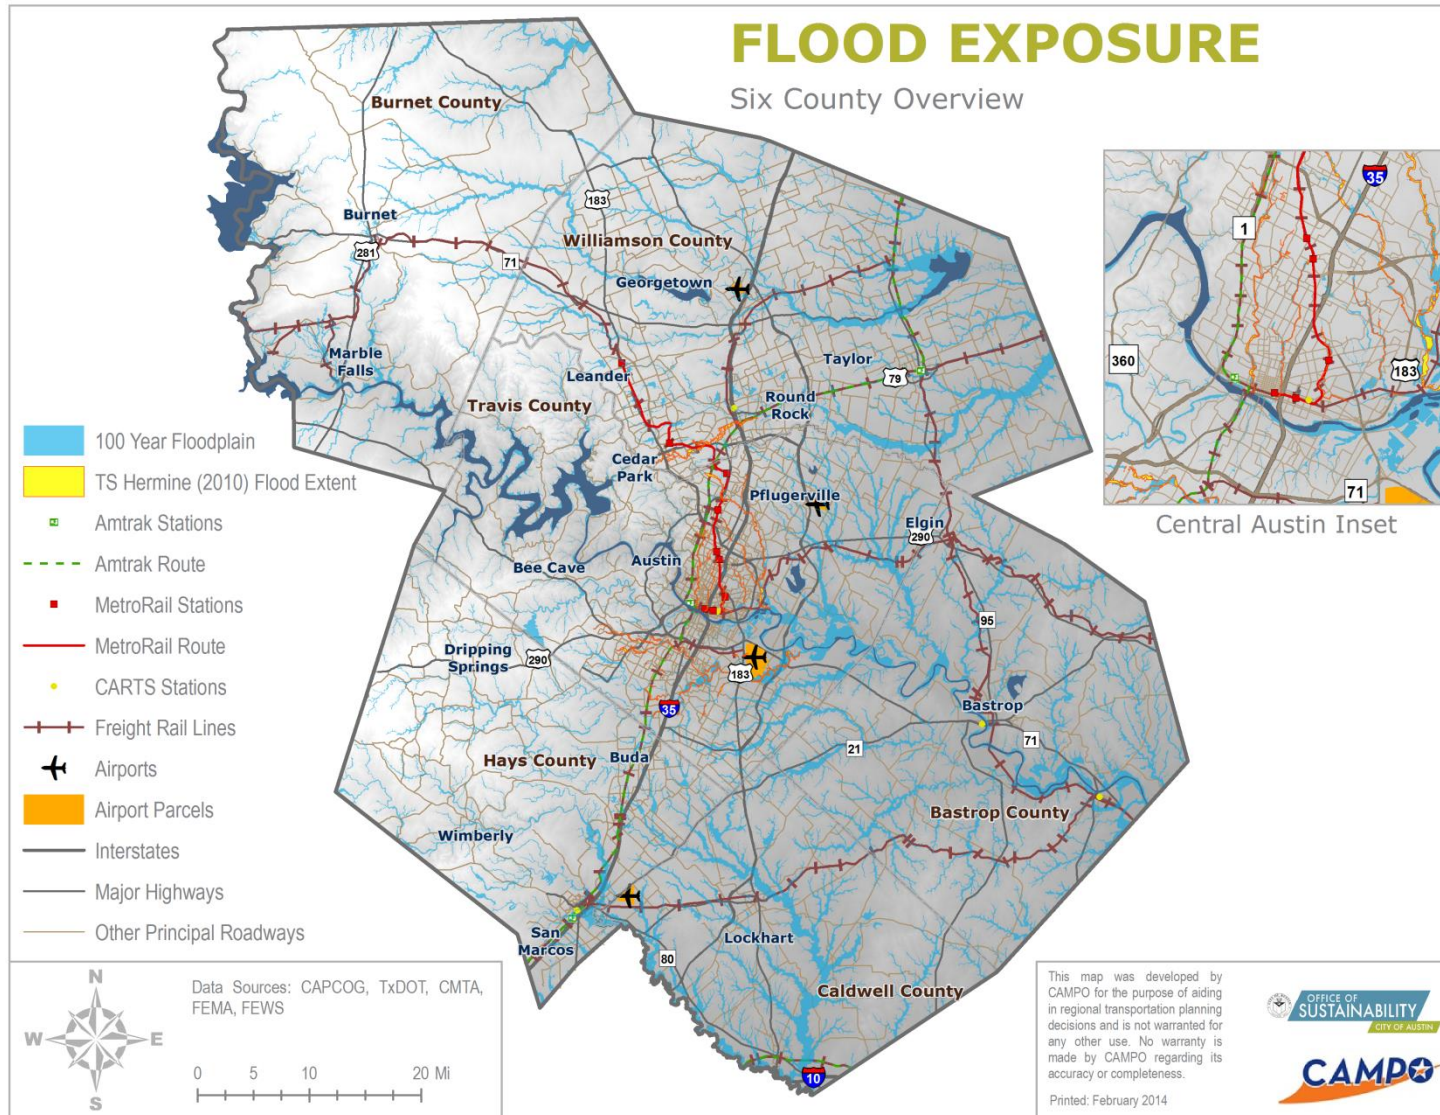 FLOOD EXPOSURE
Six County Overview
Burnet County
Burnet
183
Williamson County
281
71
Georgetown
Marble
Falls
Leander
Taylor
79
Travis County
Round
Rock
Cedar
Park
Pflugerville
Elgin
290
Austin
Bee Cave
95
Dripping
Springs
290
183
35
Bastrop
71
21
Hays County
Buda
Bastrop County
Wimberly
San
Marcos
Lockhart
80
Caldwell County
10
35
1
360
183
71
Central Austin Inset
100 Year Floodplain
TS Hermine (2010) Flood Extent
Amtrak Stations
Amtrak Route
MetroRail Stations
MetroRail Route
CARTS Stations
Freight Rail Lines
Airports
Airport Parcels
Interstates
Major Highways
Other Principal Roadways
N
W
E
S
Data Sources: CAPCOG, TxDOT, CMTA,
FEMA, FEWS
0 5 10 20 Mi
This map was developed by
CAMPO for the purpose of aiding
in regional transportation planning
decisions and is not warranted for
any other use. No warranty is
made by CAMPO regarding its
accuracy or completeness.
Printed: February 2014
OFFICE OF
SUSTAINABILITY
CITY OF AUSTIN
CAMPO